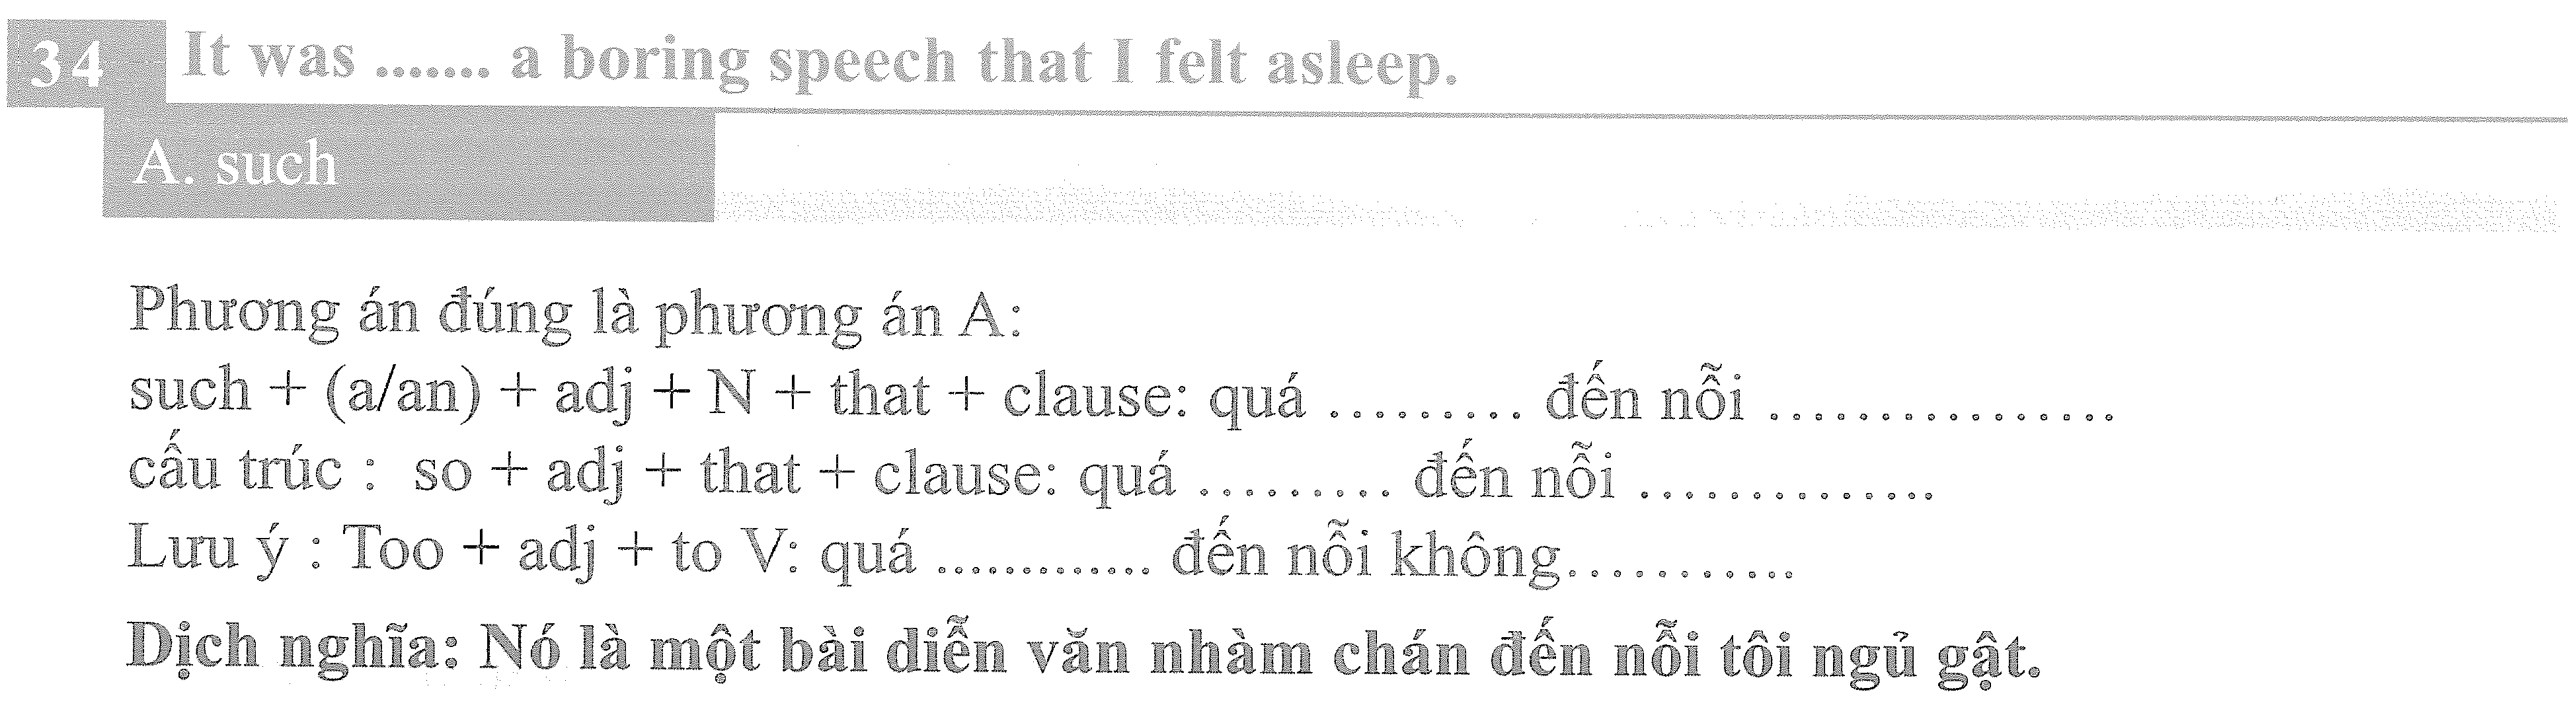 34 It was ....... a boring speech that I felt asleep.
A. such
Phương án đúng là phương án A:
such + (a/an) + adj + N + that + clause: quá ......... đến nỗi ................
cấu trúc : so + adj + that + clause: quá ......... đến nỗi ..............
Lưu ý : Too + adj + to V: quá ............. đến nỗi không...........
Dịch nghĩa: Nó là một bài diễn văn nhàm chán đến nỗi tôi ngủ gật.